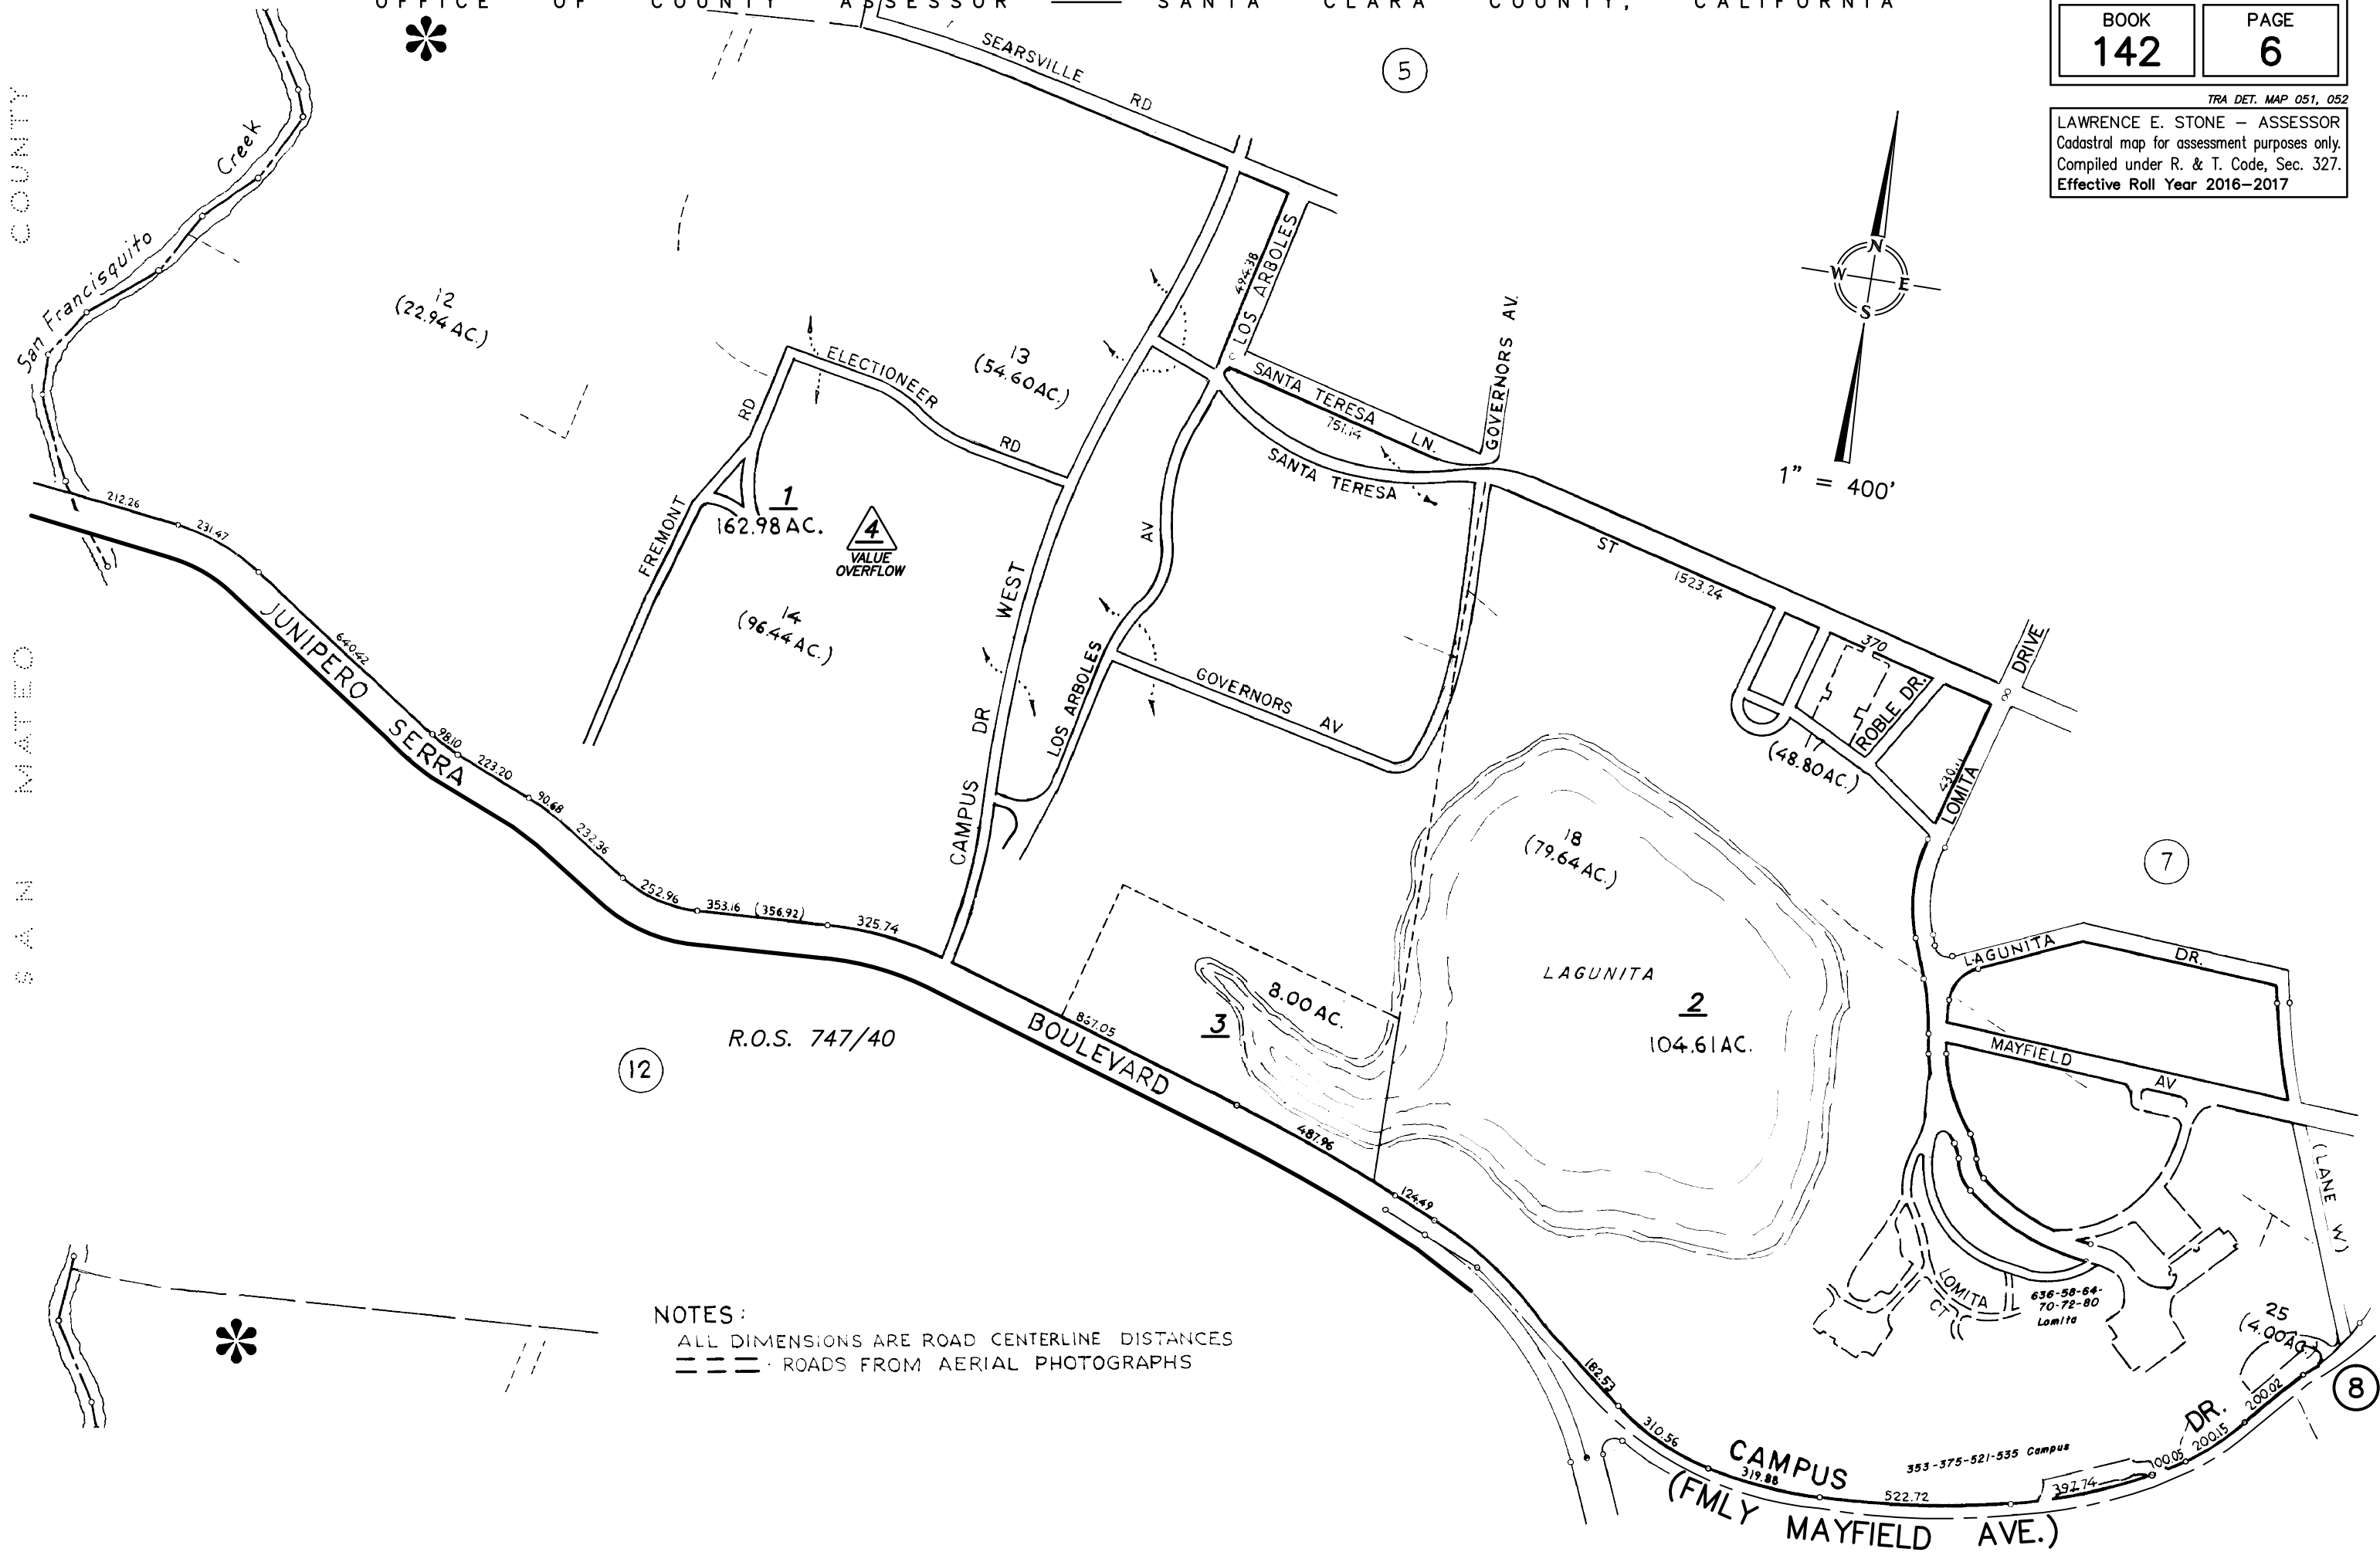 OFFICE OF COUNTY ASSESSOR — SANTA CLARA COUNTY, CALIFORNIA
BOOK
142
PAGE
6
TRA DET. MAP 051, 052
LAWRENCE E. STONE — ASSESSOR
Cadastral map for assessment purposes only.
Compiled under R. & T. Code, Sec. 327.
Effective Roll Year 2016-2017
SAN MATEO COUNTY
San Francisquito Creek
SEARSVILLE RD
5
N
W
E
S
1" = 400'
12
(22.94 AC.)
13
(54.60 AC.)
ELECTIONEER RD
FREMONT RD
494.38
LOS ARBOLES
SANTA TERESA LN.
751.14
GOVERNORS AV.
SANTA TERESA ST
1523.24
1
162.98 AC.
4
VALUE
OVERFLOW
14
(96.44 AC.)
CAMPUS DR WEST
LOS ARBOLES AV
GOVERNORS AV
370
ROBLE DR.
17
(48.80 AC.)
LOMITA DRIVE
430.11
212.26
231.47
640.42
98.10
223.20
90.68
232.36
252.96
353.16 (356.92)
325.74
867.05
487.96
124.49
JUNIPERO SERRA BOULEVARD
18
(79.64 AC.)
7
LAGUNITA
2
104.61 AC.
8.00 AC.
3
LAGUNITA DR.
MAYFIELD AV
(LANE W)
R.O.S. 747/40
12
LOMITA CT
636-58-64-
70-72-80
Lomita
25
(4.00 AC.)
8
NOTES:
ALL DIMENSIONS ARE ROAD CENTERLINE DISTANCES
ROADS FROM AERIAL PHOTOGRAPHS
182.53
310.56
319.88
522.72
397.74
100.05
200.15
200.02
353-375-521-535 Campus
CAMPUS DR.
(FMLY MAYFIELD AVE.)